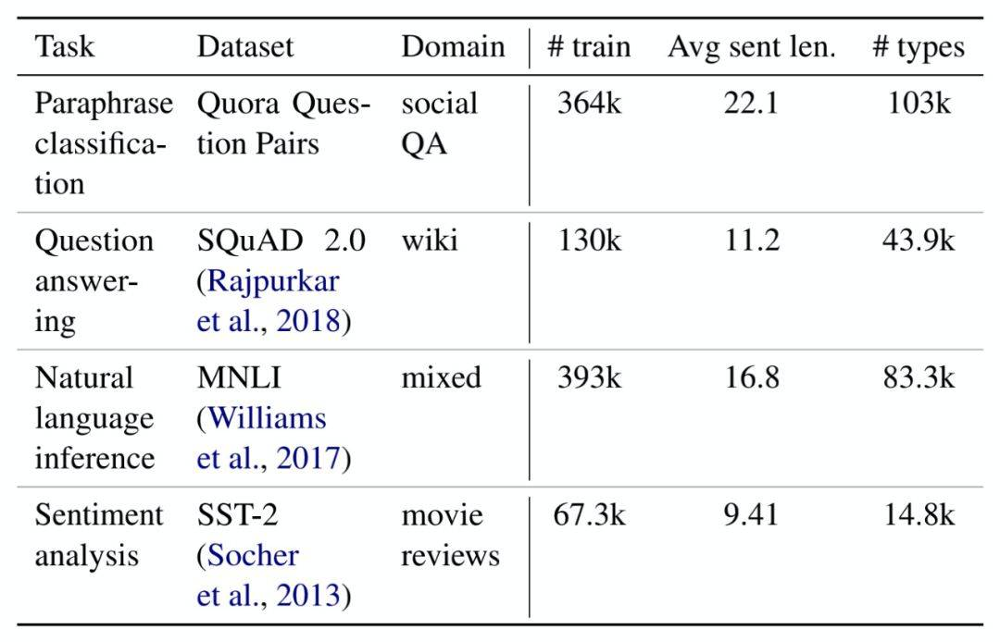 Task Dataset Domain # train Avg sent len. # types
Paraphrase Quora Ques- social 364k 22.1 103k
classifica- tion Pairs QA
tion
Question SQuAD 2.0 wiki 130k 11.2 43.9k
answer- (Rajpurkar
ing et al., 2018)
Natural MNLI mixed 393k 16.8 83.3k
language (Williams
inference et al., 2017)
Sentiment SST-2 movie 67.3k 9.41 14.8k
analysis (Socher reviews
et al., 2013)